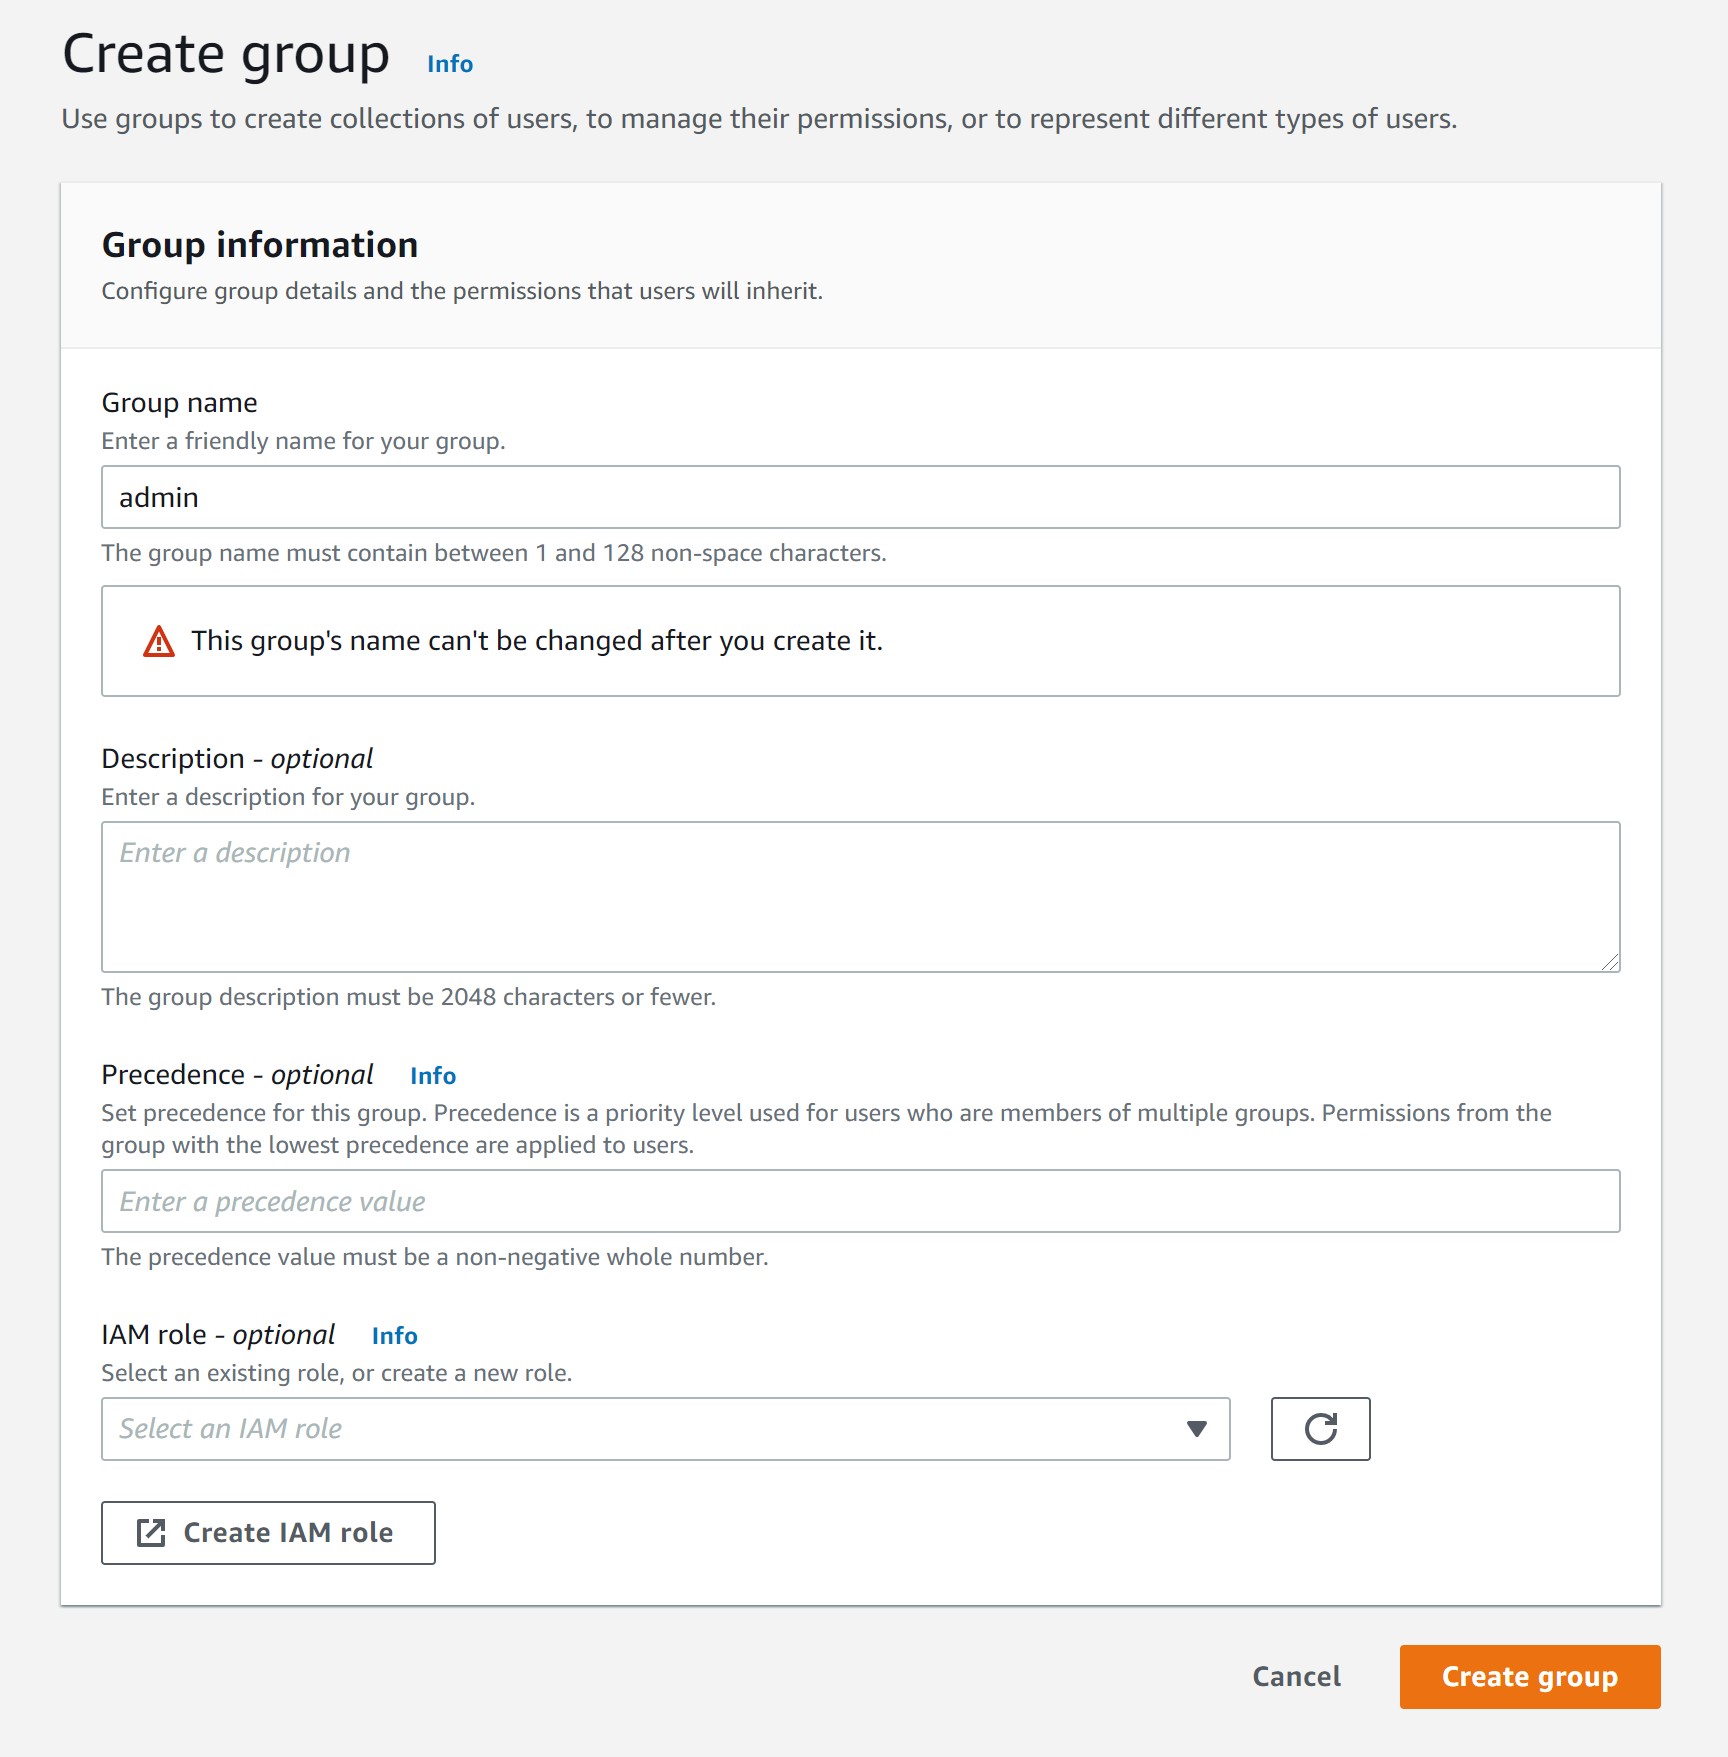 Create group Info
Use groups to create collections of users, to manage their permissions, or to represent different types of users.
Group information
Configure group details and the permissions that users will inherit.
Group name
Enter a friendly name for your group.
admin
The group name must contain between 1 and 128 non-space characters.
This group's name can't be changed after you create it.
Description - optional
Enter a description for your group.
Enter a description
The group description must be 2048 characters or fewer.
Precedence - optional Info
Set precedence for this group. Precedence is a priority level used for users who are members of multiple groups. Permissions from the
group with the lowest precedence are applied to users.
Enter a precedence value
The precedence value must be a non-negative whole number.
IAM role - optional Info
Select an existing role, or create a new role.
Select an IAM role
Create IAM role
Cancel Create group